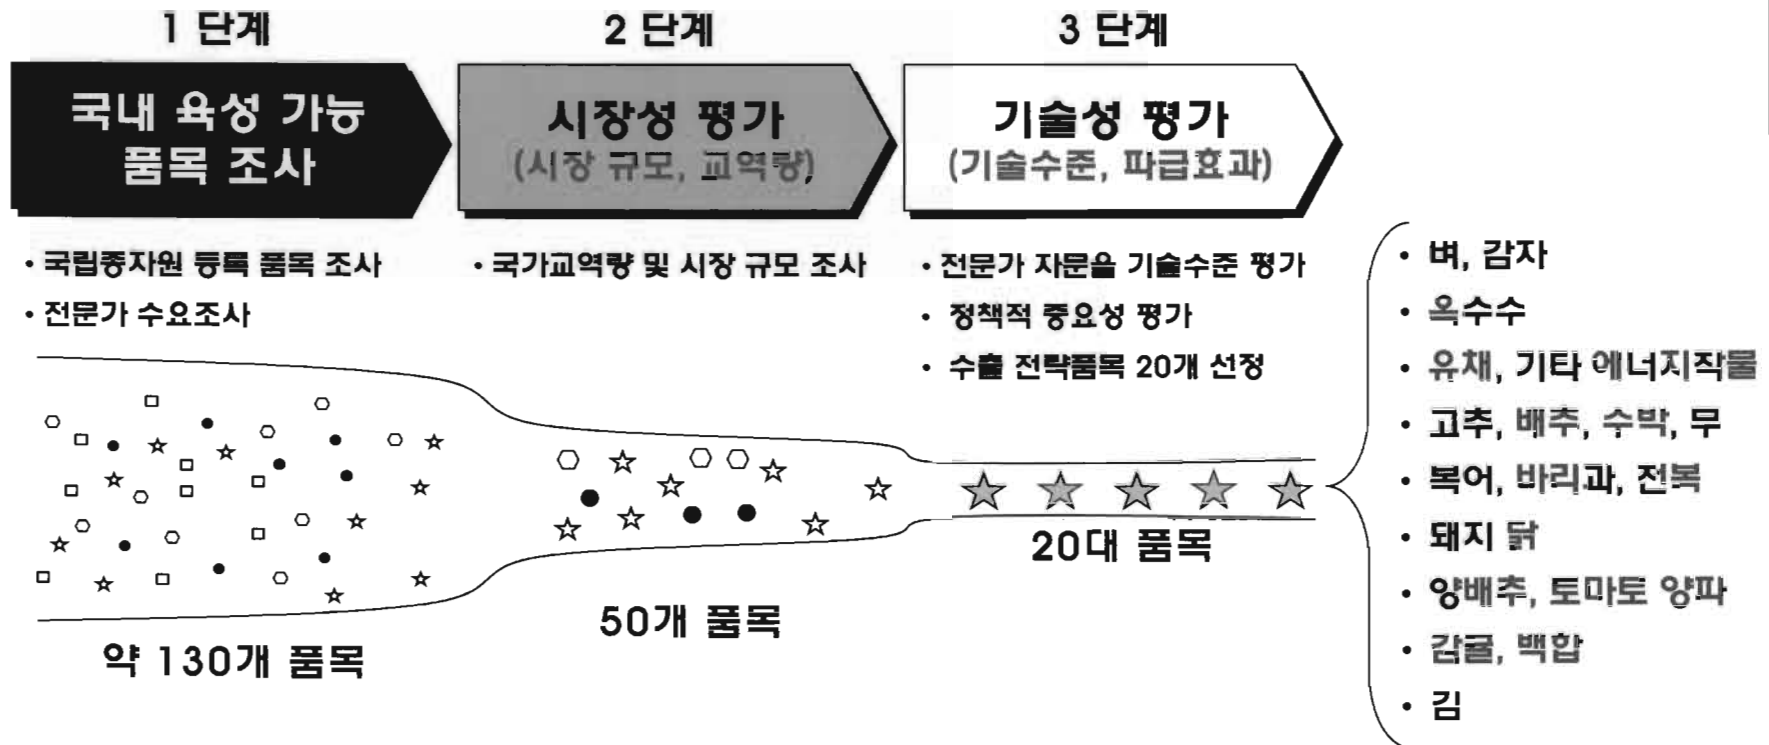 1 단계
국내 육성 가능
품목 조사
• 국립종자원 등록 품목 조사
• 전문가 수요조사
약 130개 품목
2 단계
시장성 평가
(시장 규모, 교역량)
• 국가교역량 및 시장 규모 조사
50개 품목
3 단계
기술성 평가
(기술수준, 파급효과)
• 전문가 자문을 기술수준 평가
• 정책적 중요성 평가
• 수출 전략품목 20개 선정
20대 품목
• 벼, 감자
• 옥수수
• 유채, 기타 에너지작물
• 고추, 배추, 수박, 무
• 복어, 바리과, 전복
• 돼지 닭
• 양배추, 토마토 양파
• 감귤, 백합
• 김